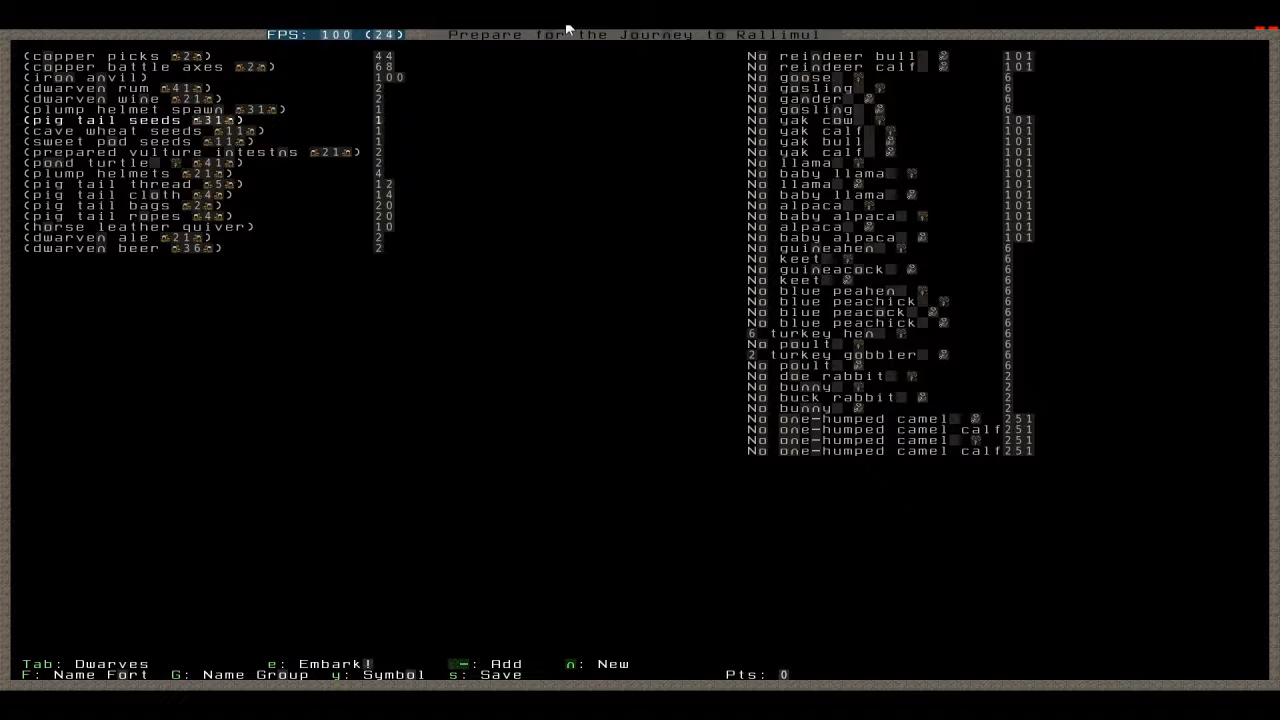 FPS: 100 (24) Prepare for the Journey to Rallimul
(copper picks 2) 44
(copper battle axes 2) 68
(iron anvil) 100
(dwarven rum 41) 2
(dwarven wine 21) 2
(plump helmet spawn 31) 1
(pig tail seeds 31) 1
(cave wheat seeds 11) 1
(sweet pod seeds 11) 1
(prepared vulture intestns 21) 2
(pond turtle 41) 2
(plump helmets 21) 4
(pig tail thread 5) 12
(pig tail cloth 4) 14
(pig tail bags 2) 20
(pig tail ropes 4) 20
(horse leather quiver) 10
(dwarven ale 21) 2
(dwarven beer 36) 2
No reindeer bull ♂ 101
No reindeer calf ♂ 101
No goose ♀ 6
No gosling ♀ 6
No gander ♂ 6
No gosling ♂ 6
No yak cow ♀ 101
No yak calf ♀ 101
No yak bull ♂ 101
No yak calf ♂ 101
No llama ♀ 101
No baby llama ♀ 101
No llama ♂ 101
No baby llama ♂ 101
No alpaca ♀ 101
No baby alpaca ♀ 101
No alpaca ♂ 101
No baby alpaca ♂ 101
No guineahen ♀ 6
No keet ♀ 6
No guineacock ♂ 6
No keet ♂ 6
No blue peahen ♀ 6
No blue peachick ♀ 6
No blue peacock ♂ 6
No blue peachick ♂ 6
6 turkey hen ♀ 6
No poult ♀ 6
2 turkey gobbler ♂ 6
No poult ♂ 6
No doe rabbit ♀ 2
No bunny ♀ 2
No buck rabbit ♂ 2
No bunny ♂ 2
No one-humped camel ♂ 251
No one-humped camel calf 251
No one-humped camel ♀ 251
No one-humped camel calf 251
Tab: Dwarves e: Embark! -: Add n: New
F: Name Fort G: Name Group y: Symbol s: Save Pts: 0